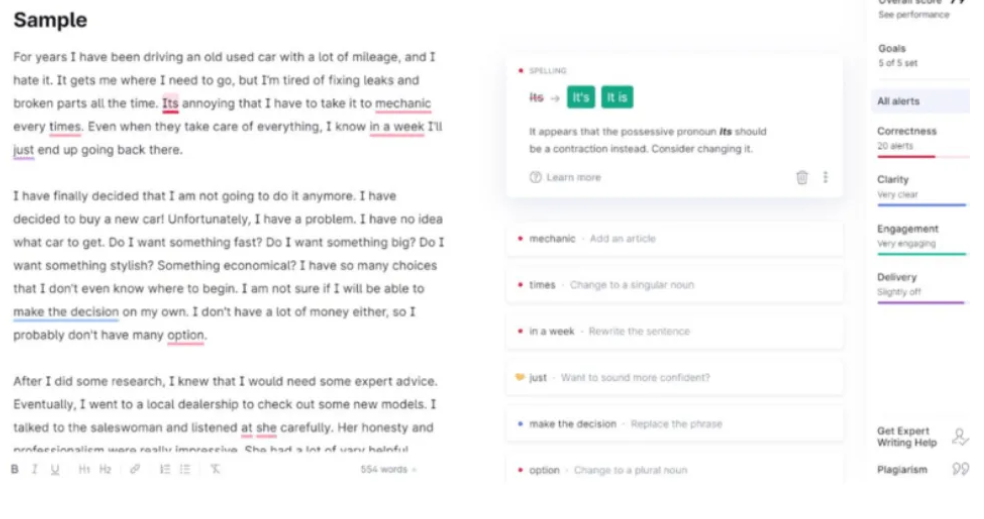 Sample
For years I have been driving an old used car with a lot of mileage, and I
hate it. It gets me where I need to go, but I'm tired of fixing leaks and
broken parts all the time. Its annoying that I have to take it to mechanic
every times. Even when they take care of everything, I know in a week I'll
just end up going back there.
I have finally decided that I am not going to do it anymore. I have
decided to buy a new car! Unfortunately, I have a problem. I have no idea
what car to get. Do I want something fast? Do I want something big? Do I
want something stylish? Something economical? I have so many choices
that I don't even know where to begin. I am not sure if I will be able to
make the decision on my own. I don't have a lot of money either, so I
probably don't have many option.
After I did some research, I knew that I would need some expert advice.
Eventually, I went to a local dealership to check out some new models. I
talked to the saleswoman and listened at she carefully. Her honesty and
professionalism were really impressive. She had a lot of very helpful
B I U H1 H2 554 words
SPELLING
its → It's It is
It appears that the possessive pronoun its should
be a contraction instead. Consider changing it.
Learn more
mechanic · Add an article
times · Change to a singular noun
in a week · Rewrite the sentence
just · Want to sound more confident?
make the decision · Replace the phrase
option · Change to a plural noun
Overall score
See performance
Goals
5 of 5 set
All alerts
Correctness
20 alerts
Clarity
Very clear
Engagement
Very engaging
Delivery
Slightly off
Get Expert
Writing Help
Plagiarism